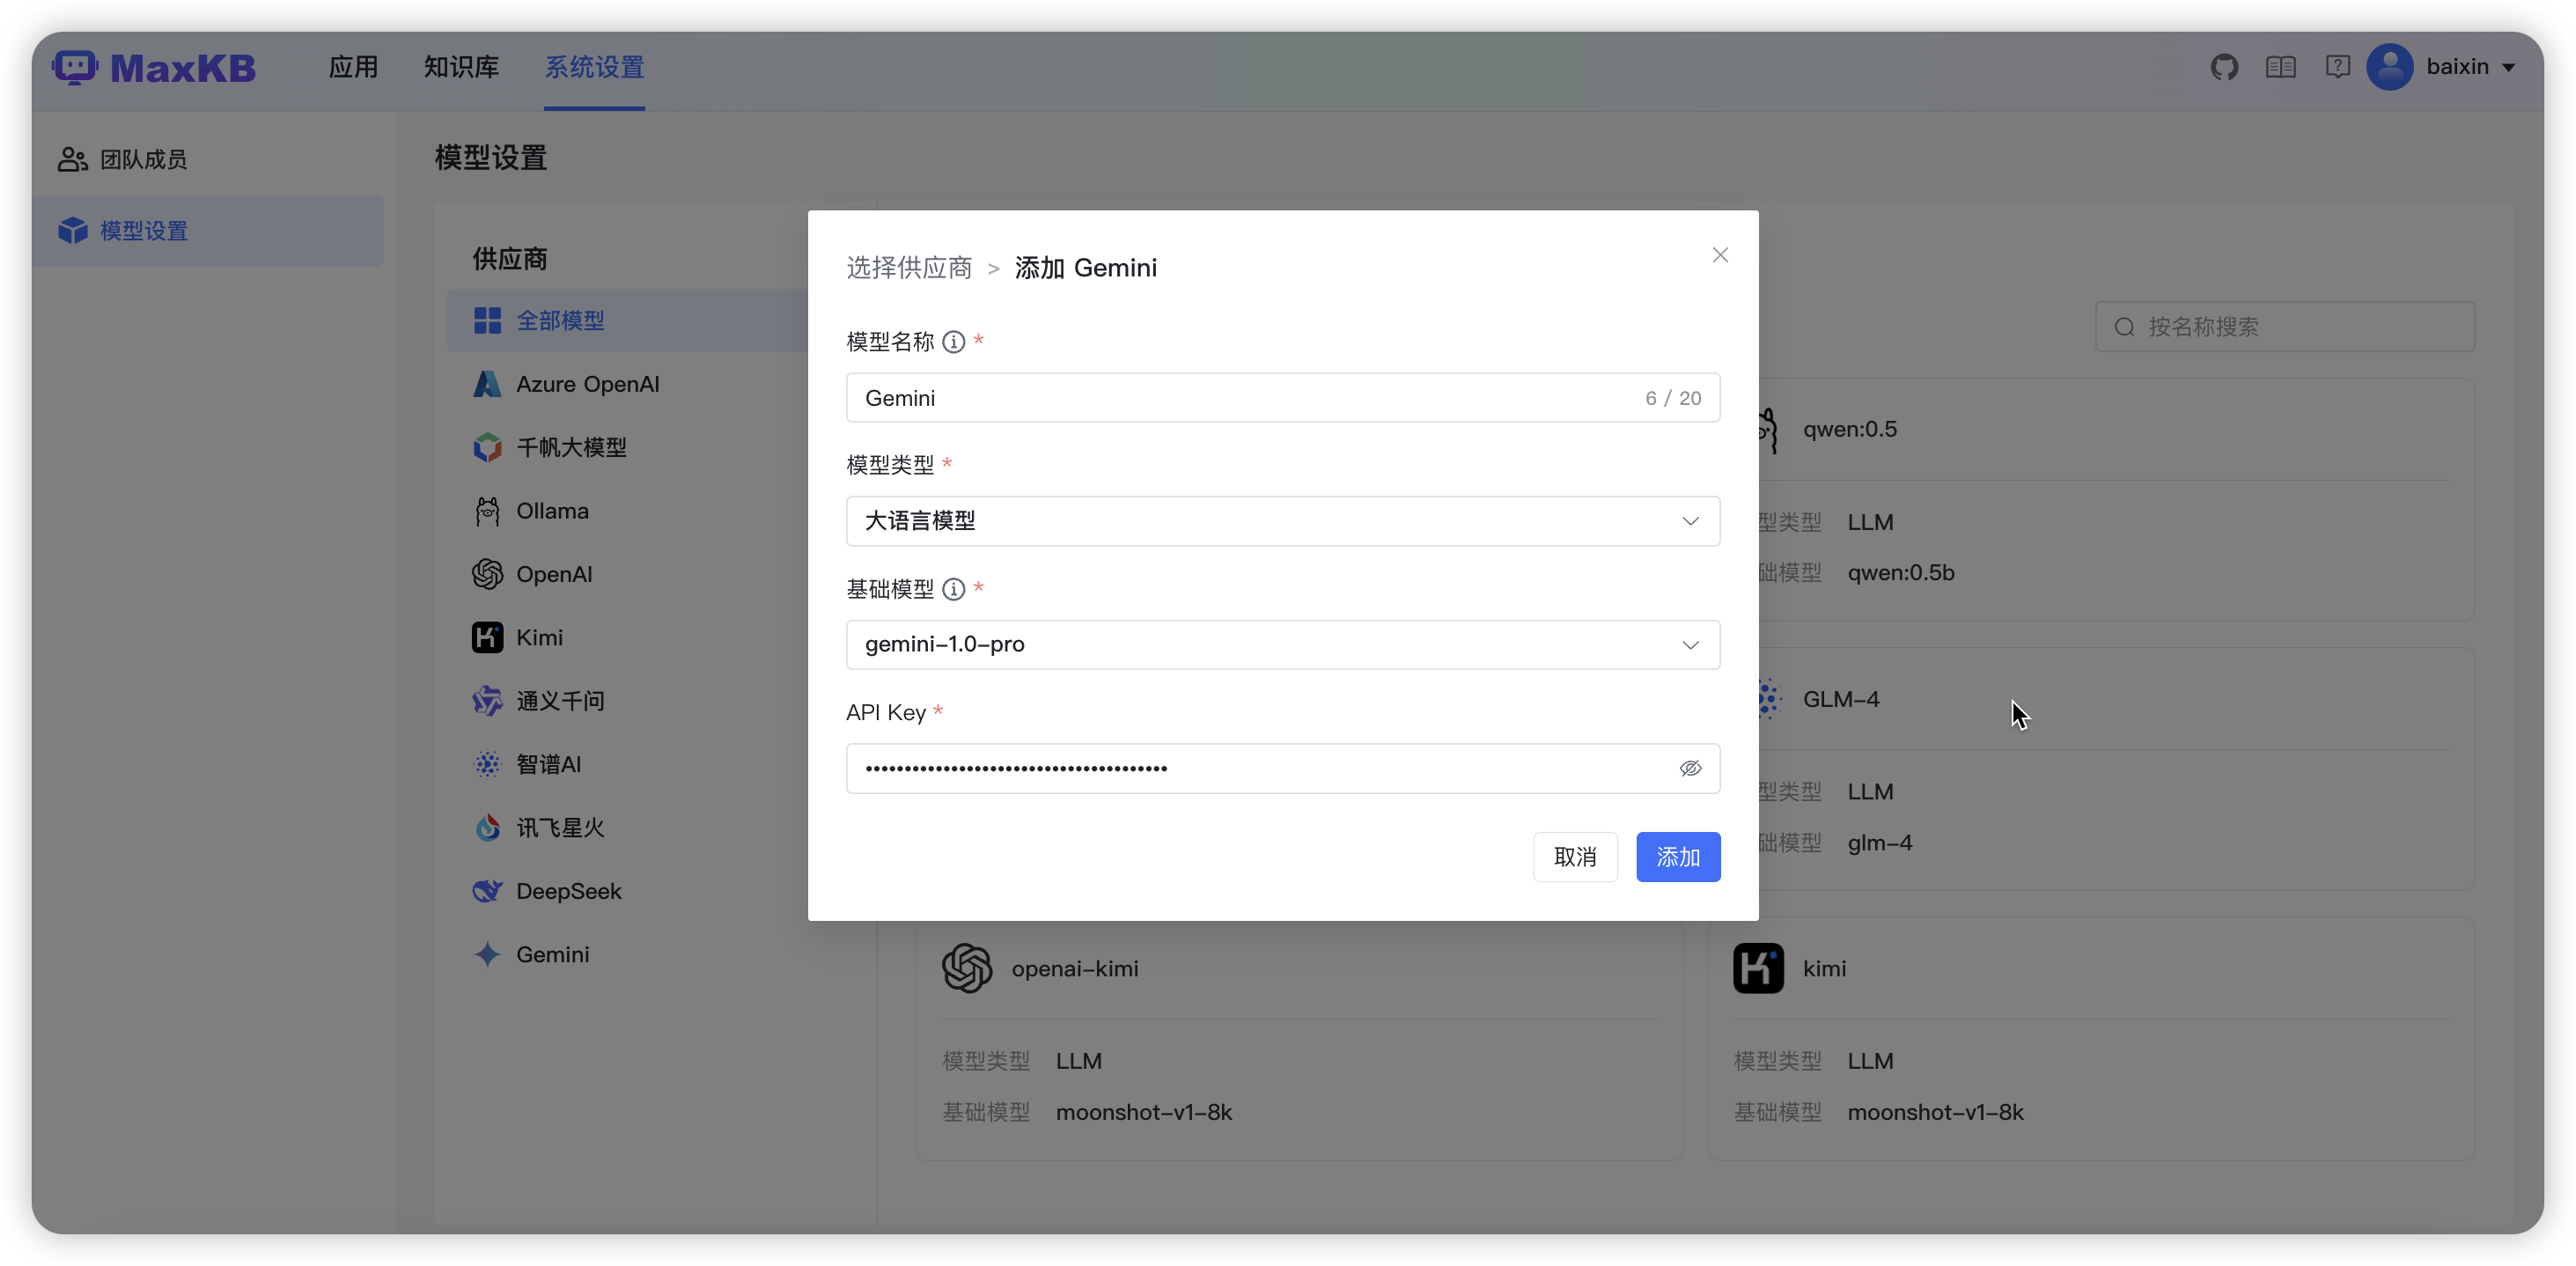 MaxKB 应用 知识库 系统设置 baixin
团队成员
模型设置
模型设置
供应商
全部模型
Azure OpenAI
千帆大模型
Ollama
OpenAI
Kimi
通义千问
智谱AI
讯飞星火
DeepSeek
Gemini
选择供应商 > 添加 Gemini
模型名称 *
Gemini 6 / 20
模型类型 *
大语言模型
基础模型 *
gemini-1.0-pro
API Key *
••••••••••••••••••••••••••••••••••••••
取消 添加
按名称搜索
qwen:0.5
型类型 LLM
础模型 qwen:0.5b
GLM-4
型类型 LLM
础模型 glm-4
openai-kimi
模型类型 LLM
基础模型 moonshot-v1-8k
kimi
模型类型 LLM
基础模型 moonshot-v1-8k